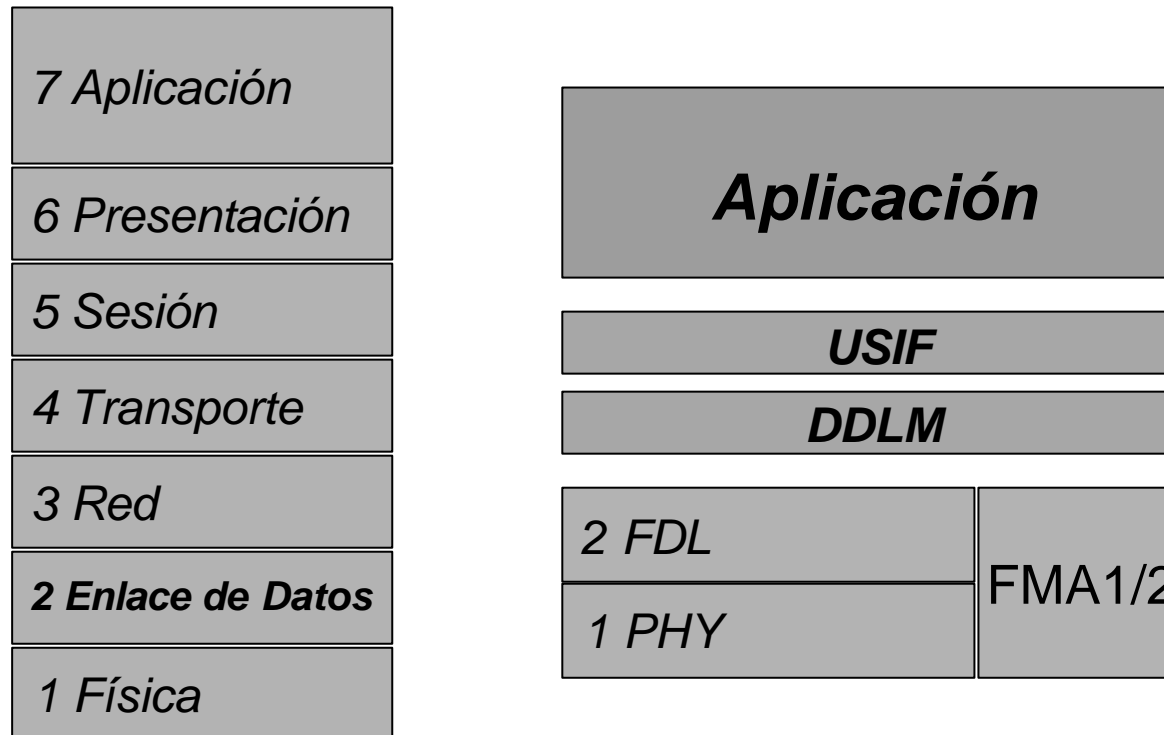 7 Aplicación
6 Presentación
5 Sesión
4 Transporte
3 Red
2 Enlace de Datos
1 Física
Aplicación
USIF
DDLM
2 FDL
1 PHY
FMA1/2